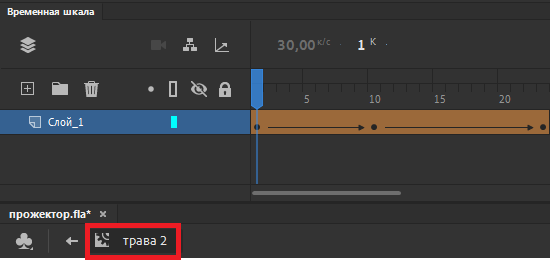 Временная шкала
30,00 к/с 1 К
5 10 15 20
Слой_1
прожектор.fla* ×
трава 2